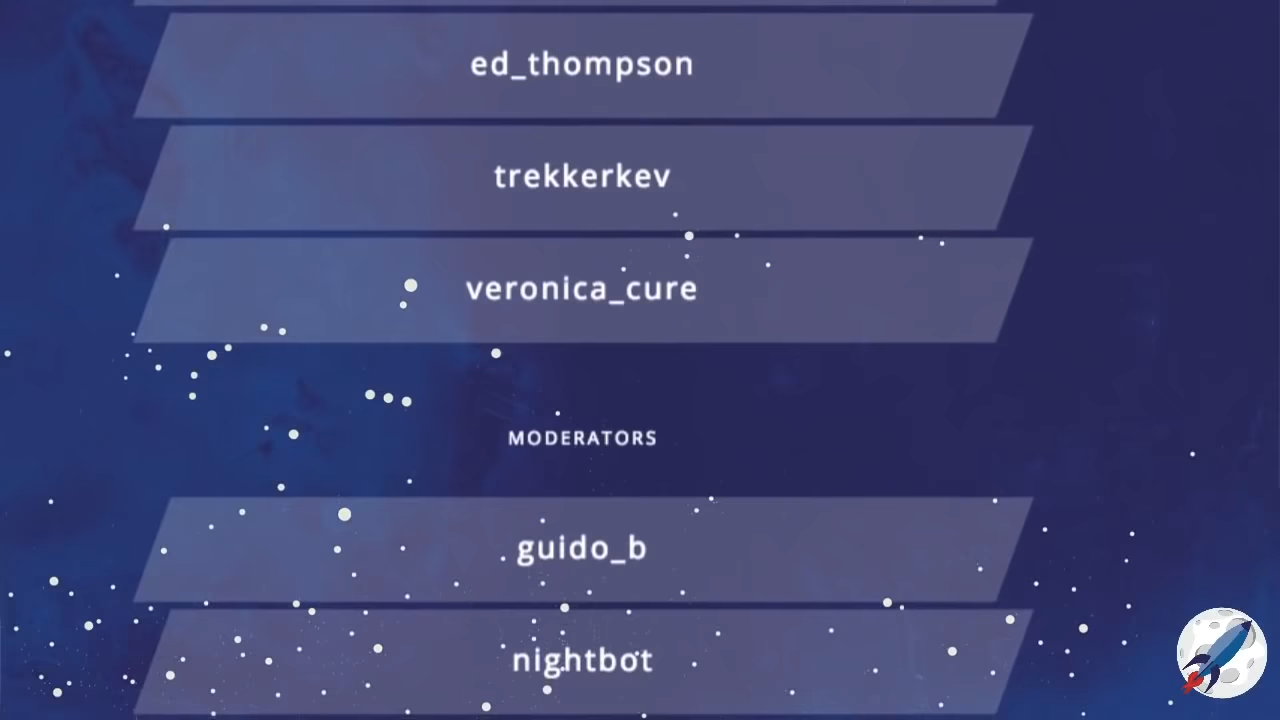 ed_thompson
trekkerkev
veronica_cure
MODERATORS
guido_b
nightbot